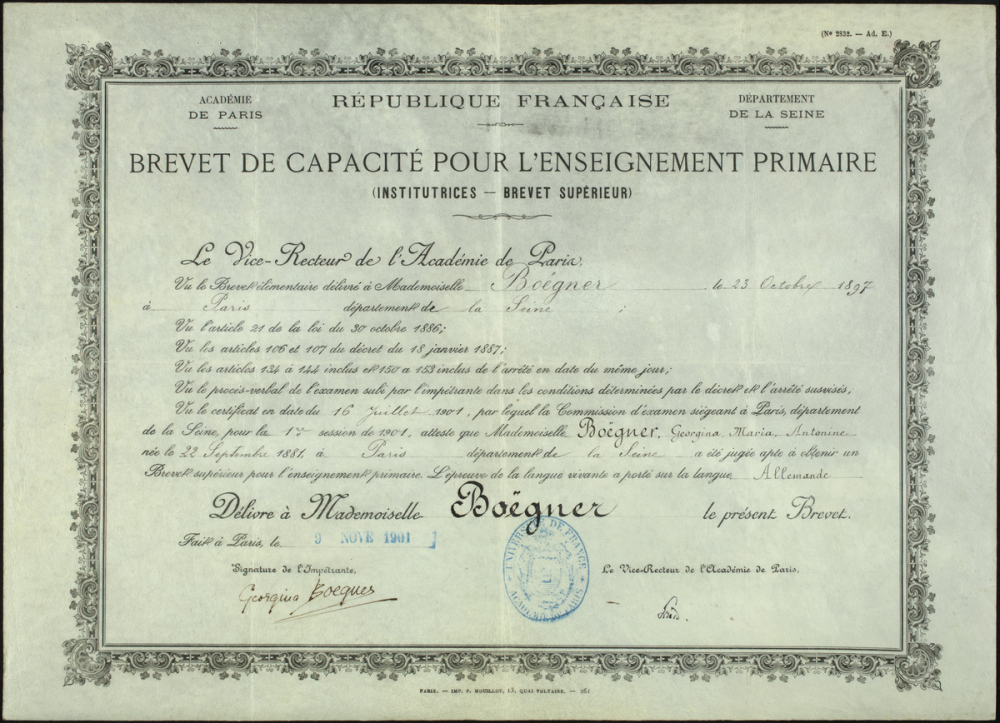 (No 2832. — Ad. E.)
ACADÉMIE
DE PARIS
RÉPUBLIQUE FRANÇAISE
DÉPARTEMENT
DE LA SEINE
BREVET DE CAPACITÉ POUR L'ENSEIGNEMENT PRIMAIRE
(INSTITUTRICES — BREVET SUPÉRIEUR)
Le Vice-Recteur de l'Académie de Paris,
Vu le Brevet élémentaire délivré à Mademoiselle Boëgner le 23 Octobre 1897
à Paris département de la Seine ;
Vu l'article 21 de la loi du 30 octobre 1886;
Vu les articles 106 et 107 du décret du 18 janvier 1887;
Vu les articles 134 à 144 inclus et 150 à 153 inclus de l'arrêté en date du même jour;
Vu le procès-verbal de l'examen subi par l'impétrante dans les conditions déterminées par le décret et l'arrêté susvisés,
Vu le certificat en date du 16 Juillet 1901, par lequel la Commission d'examen siégeant à Paris, département
de la Seine, pour la 1re session de 1901, atteste que Mademoiselle Boëgner, Georgina, Maria, Antonine
née le 22 Septembre 1881, à Paris département de la Seine a été jugée apte à obtenir un
Brevet supérieur pour l'enseignement primaire. L'épreuve de la langue vivante a porté sur la langue Allemande
Délivré à Mademoiselle Boëgner le présent Brevet.
Fait à Paris, le 9 NOVE 1901
Signature de l'Impétrante,
Le Vice-Recteur de l'Académie de Paris,
Georgina Boegner
UNIVERSITÉ DE FRANCE
ACADÉMIE DE PARIS
PARIS. — IMP. F. MOUILLOT, 13, QUAI VOLTAIRE. — 261